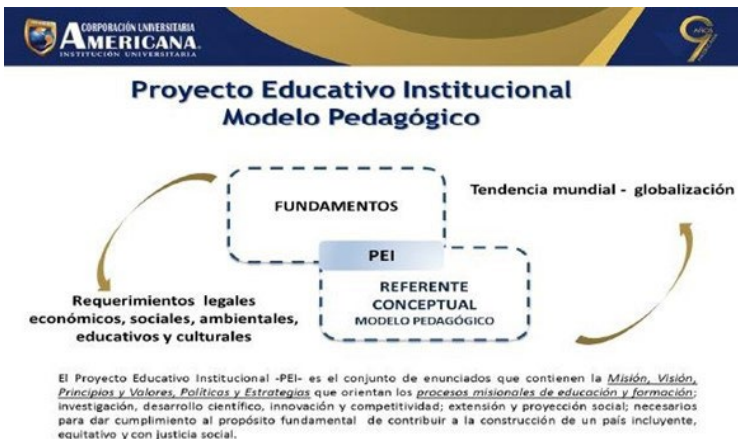 CORPORACIÓN UNIVERSITARIA
AMERICANA
INSTITUCIÓN UNIVERSITARIA
9 AÑOS
Proyecto Educativo Institucional
Modelo Pedagógico
FUNDAMENTOS
Tendencia mundial - globalización
PEI
REFERENTE
CONCEPTUAL
MODELO PEDAGÓGICO
Requerimientos legales
económicos, sociales, ambientales,
educativos y culturales
El Proyecto Educativo Institucional -PEI- es el conjunto de enunciados que contienen la Misión, Visión,
Principios y Valores, Políticas y Estrategias que orientan los procesos misionales de educación y formación;
investigación, desarrollo científico, innovación y competitividad; extensión y proyección social; necesarios
para dar cumplimiento al propósito fundamental de contribuir a la construcción de un país incluyente,
equitativo y con justicia social.